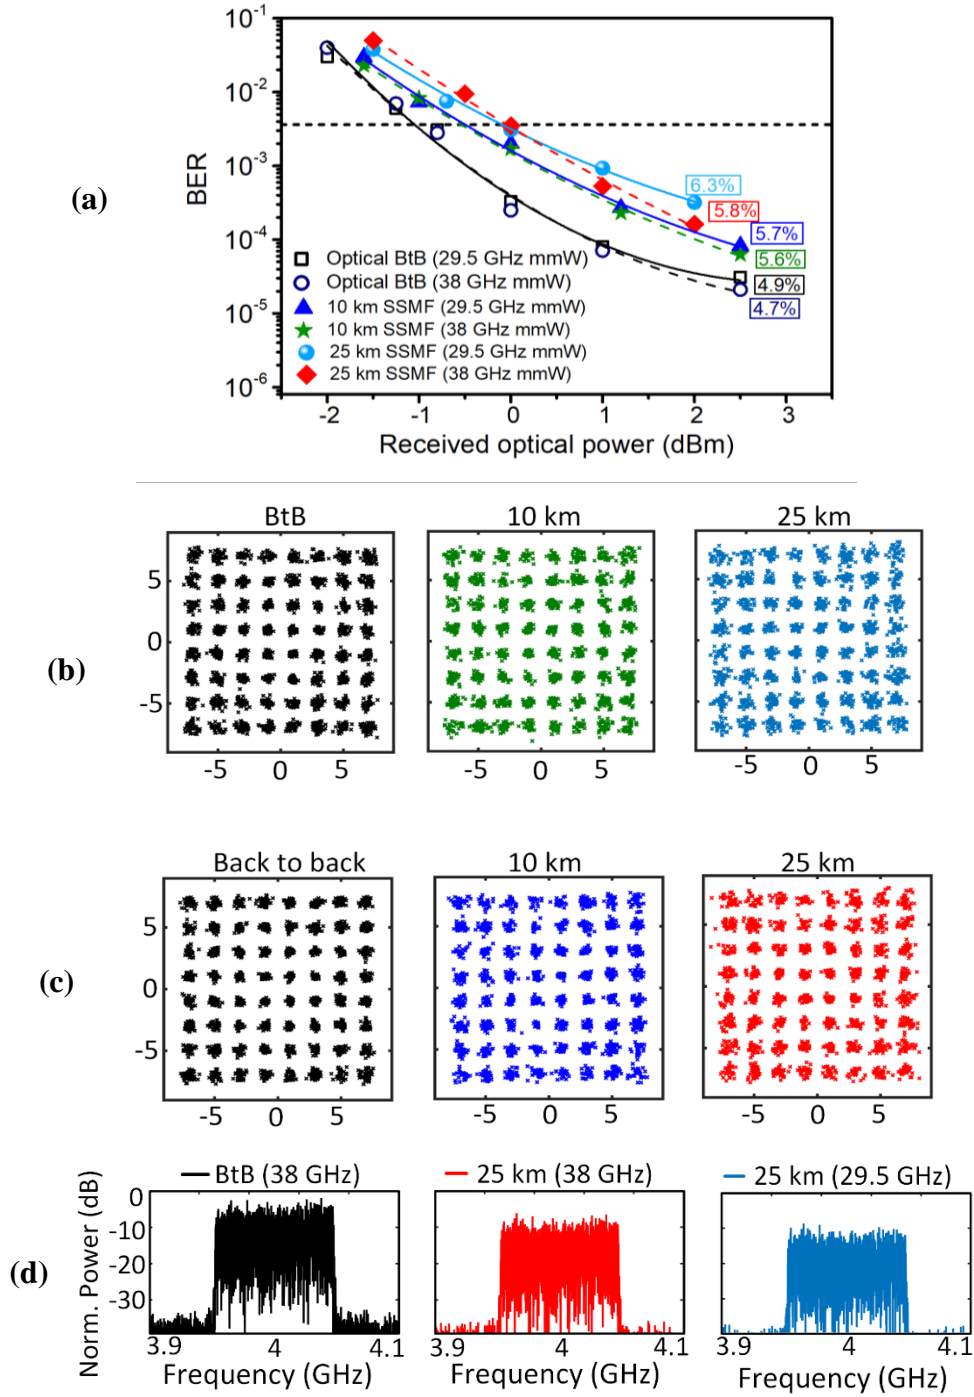 (a)
BER
10^-1
10^-2
10^-3
10^-4
10^-5
10^-6
6.3%
5.8%
5.7%
5.6%
4.9%
4.7%
Optical BtB (29.5 GHz mmW)
Optical BtB (38 GHz mmW)
10 km SSMF (29.5 GHz mmW)
10 km SSMF (38 GHz mmW)
25 km SSMF (29.5 GHz mmW)
25 km SSMF (38 GHz mmW)
-2 -1 0 1 2 3
Received optical power (dBm)
(b)
BtB 10 km 25 km
5
0
-5
-5 0 5 -5 0 5 -5 0 5
(c)
Back to back 10 km 25 km
5
0
-5
-5 0 5 -5 0 5 -5 0 5
(d)
BtB (38 GHz) 25 km (38 GHz) 25 km (29.5 GHz)
Norm. Power (dB)
0
-10
-20
-30
3.9 4 4.1 3.9 4 4.1
Frequency (GHz) Frequency (GHz) Frequency (GHz)